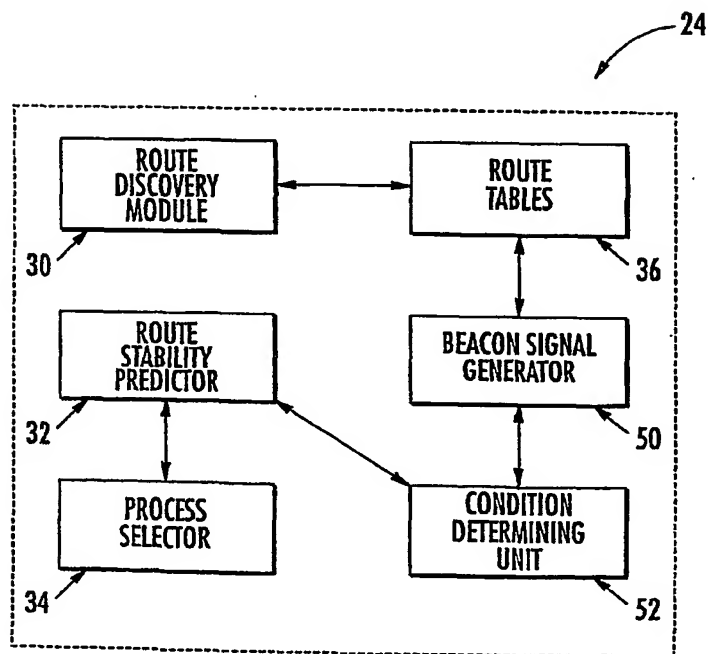 24
ROUTE
DISCOVERY
MODULE
30
ROUTE
TABLES
36
ROUTE
STABILITY
PREDICTOR
32
BEACON SIGNAL
GENERATOR
50
PROCESS
SELECTOR
34
CONDITION
DETERMINING
UNIT
52